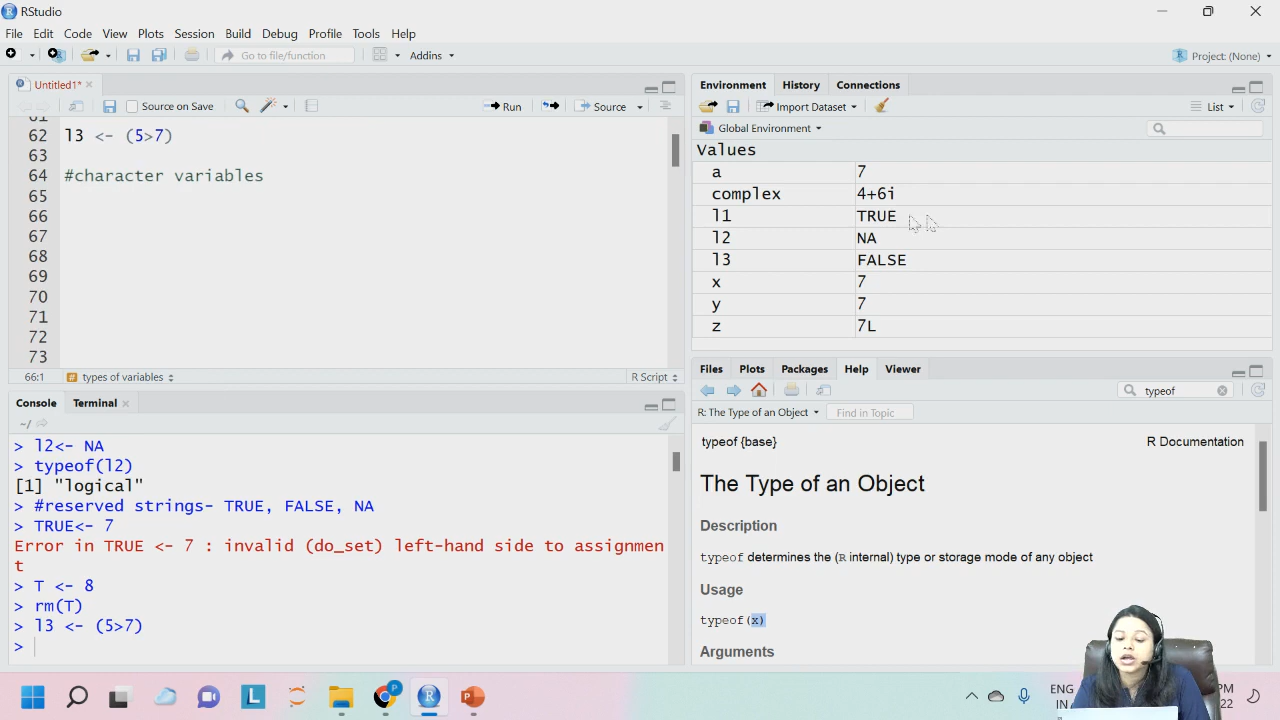 RStudio
File Edit Code View Plots Session Build Debug Profile Tools Help
Go to file/function Addins Project: (None)
Untitled1*
Source on Save Run Source
61
62 l3 <- (5>7)
63
64 #character variables
65
66
67
68
69
70
71
72
73
66:1 # types of variables R Script
Console Terminal
~/
> l2<- NA
> typeof(l2)
[1] "logical"
> #reserved strings- TRUE, FALSE, NA
> TRUE<- 7
Error in TRUE <- 7 : invalid (do_set) left-hand side to assignmen
t
> T <- 8
> rm(T)
> l3 <- (5>7)
>
Environment History Connections
Import Dataset List
Global Environment
Values
a 7
complex 4+6i
l1 TRUE
l2 NA
l3 FALSE
x 7
y 7
z 7L
Files Plots Packages Help Viewer
typeof
R: The Type of an Object Find in Topic
typeof {base} R Documentation
The Type of an Object
Description
typeof determines the (R internal) type or storage mode of any object
Usage
typeof(x)
Arguments
L P R P
ENG
IN
PM
22